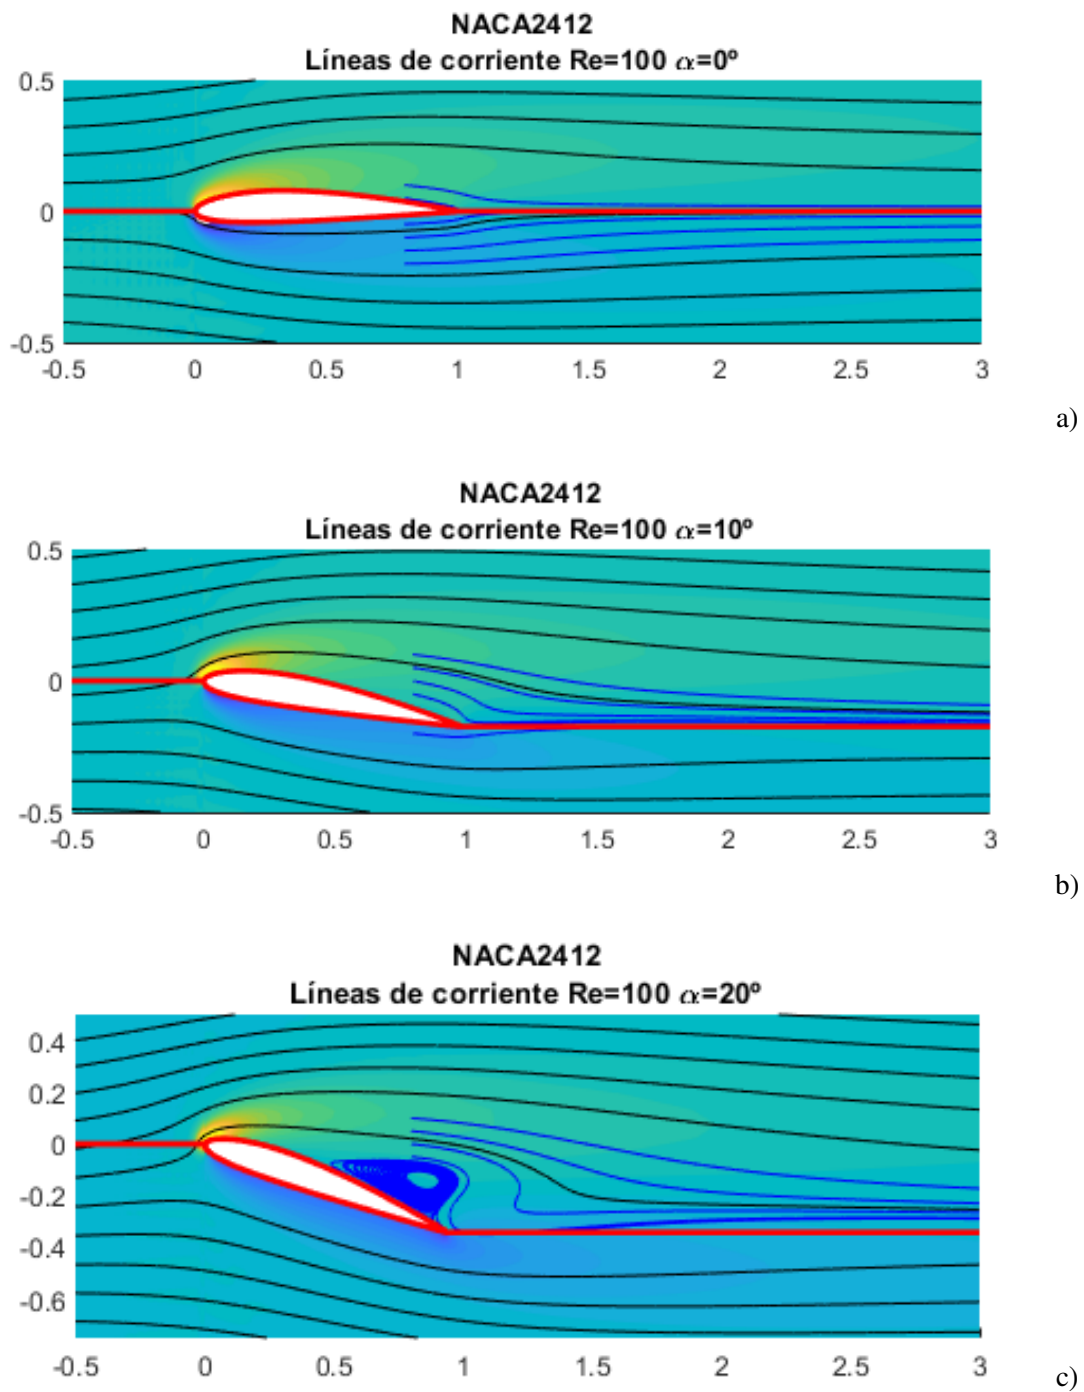 NACA2412
Líneas de corriente Re=100 α=0º
0.5
0
-0.5
-0.5 0 0.5 1 1.5 2 2.5 3
a)
NACA2412
Líneas de corriente Re=100 α=10º
0.5
0
-0.5
-0.5 0 0.5 1 1.5 2 2.5 3
b)
NACA2412
Líneas de corriente Re=100 α=20º
0.4
0.2
0
-0.2
-0.4
-0.6
-0.5 0 0.5 1 1.5 2 2.5 3
c)